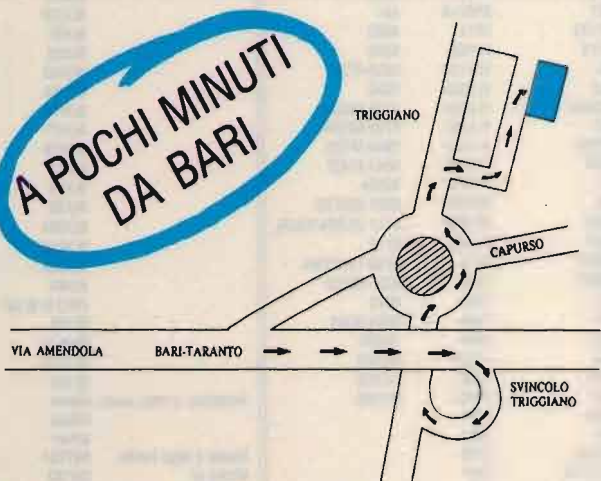 A POCHI MINUTI
DA BARI
TRIGGIANO
CAPURSO
VIA AMENDOLA
BARI-TARANTO
SVINCOLO
TRIGGIANO